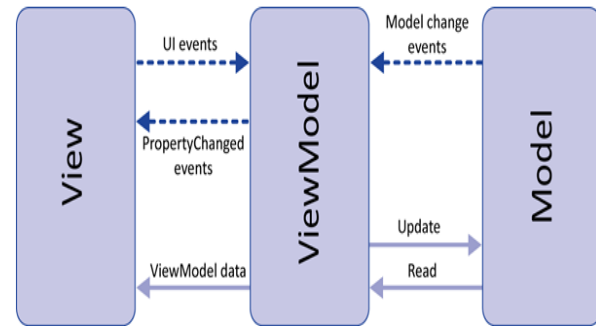 View
UI events
PropertyChanged
events
ViewModel data
ViewModel
Model change
events
Update
Read
Model